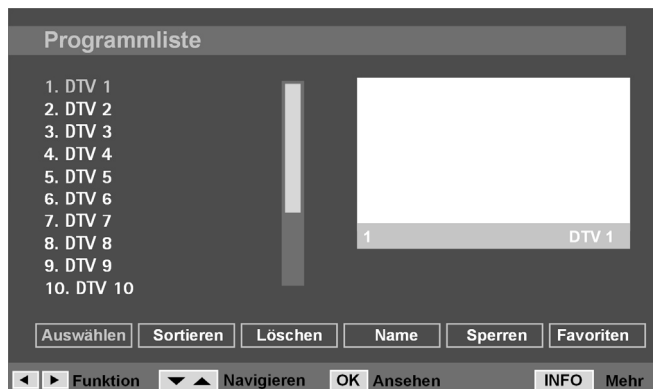 Programmliste
1. DTV 1
2. DTV 2
3. DTV 3
4. DTV 4
5. DTV 5
6. DTV 6
7. DTV 7
8. DTV 8
9. DTV 9
10. DTV 10
1 DTV 1
Auswählen Sortieren Löschen Name Sperren Favoriten
Funktion Navigieren OK Ansehen INFO Mehr